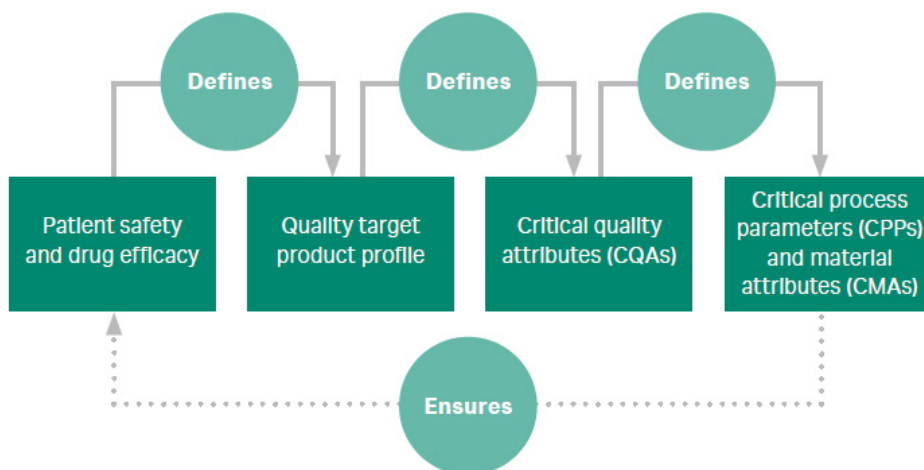 Defines
Defines
Defines
Patient safety
and drug efficacy
Quality target
product profile
Critical quality
attributes (CQAs)
Critical process
parameters (CPPs)
and material
attributes (CMAs)
Ensures